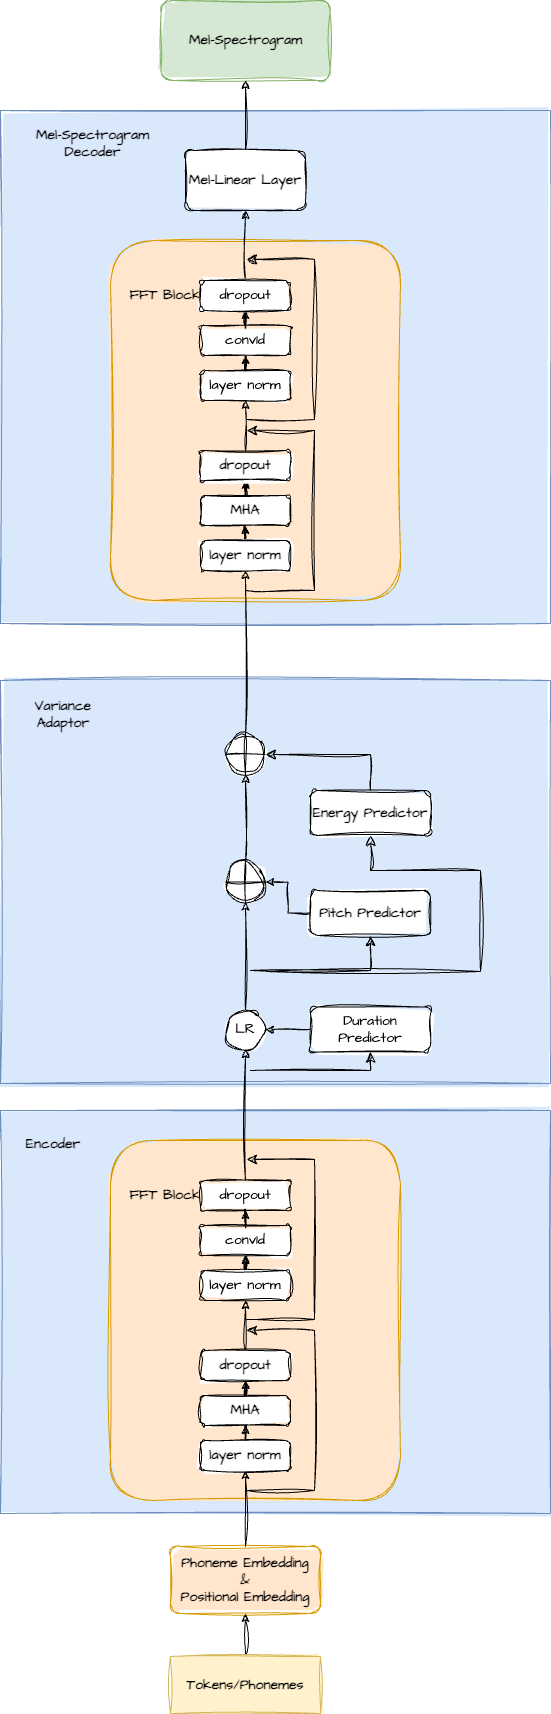 Mel-Spectrogram
Mel-Spectrogram
Decoder
Mel-Linear Layer
FFT Block
dropout
conv1d
layer norm
dropout
MHA
layer norm
Variance
Adaptor
Energy Predictor
Pitch Predictor
LR
Duration
Predictor
Encoder
FFT Block
dropout
conv1d
layer norm
dropout
MHA
layer norm
Phoneme Embedding
&
Positional Embedding
Tokens/Phonemes